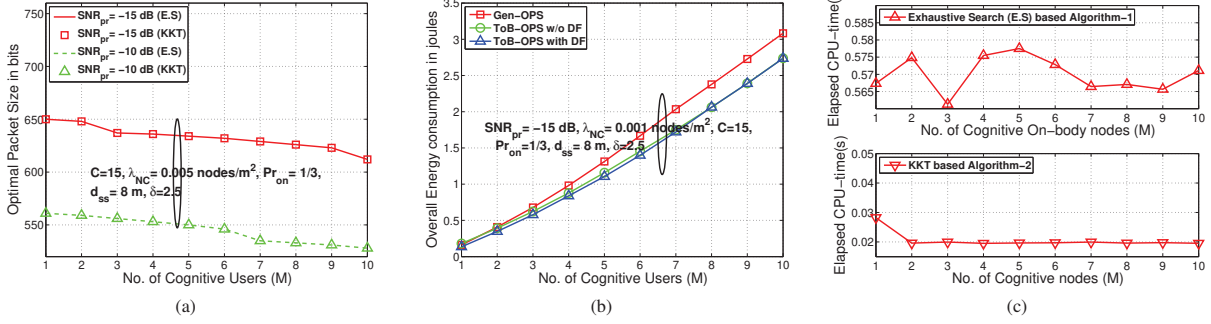 750
700
650
600
550
Optimal Packet Size in bits
SNR_pr= −15 dB (E.S)
SNR_pr= −15 dB (KKT)
SNR_pr= −10 dB (E.S)
SNR_pr= −10 dB (KKT)
C=15, λ_NC= 0.005 nodes/m², Pr_on= 1/3,
d_ss= 8 m, δ=2.5
1 2 3 4 5 6 7 8 9 10
No. of Cognitive Users (M)
(a)
3.5
3
2.5
2
1.5
1
0.5
0
Overall Energy consumption in joules
Gen−OPS
ToB−OPS w/o DF
ToB−OPS with DF
SNR_pr= −15 dB, λ_NC= 0.001 nodes/m², C=15,
Pr_on=1/3, d_ss= 8 m, δ=2.5
1 2 3 4 5 6 7 8 9 10
No. of Cognitive Users (M)
(b)
Elapsed CPU−time(s)
0.585
0.58
0.575
0.57
0.565
Exhaustive Search (E.S) based Algorithm−1
1 2 3 4 5 6 7 8 9 10
No. of Cognitive On−body nodes (M)
Elapsed CPU−time(s)
0.05
0.04
0.03
0.02
KKT based Algorithm−2
1 2 3 4 5 6 7 8 9 10
No. of Cognitive nodes (M)
(c)